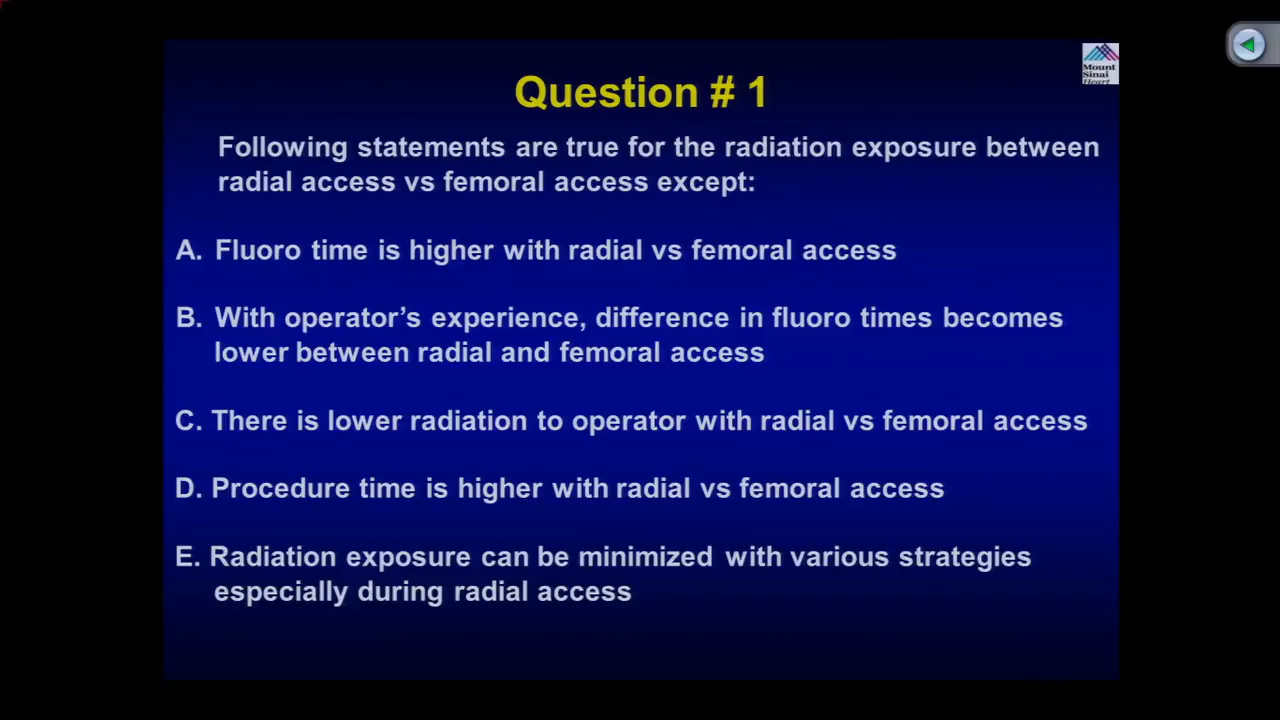 Mount
Sinai
Heart
Question # 1
Following statements are true for the radiation exposure between
radial access vs femoral access except:
A. Fluoro time is higher with radial vs femoral access
B. With operator’s experience, difference in fluoro times becomes
lower between radial and femoral access
C. There is lower radiation to operator with radial vs femoral access
D. Procedure time is higher with radial vs femoral access
E. Radiation exposure can be minimized with various strategies
especially during radial access